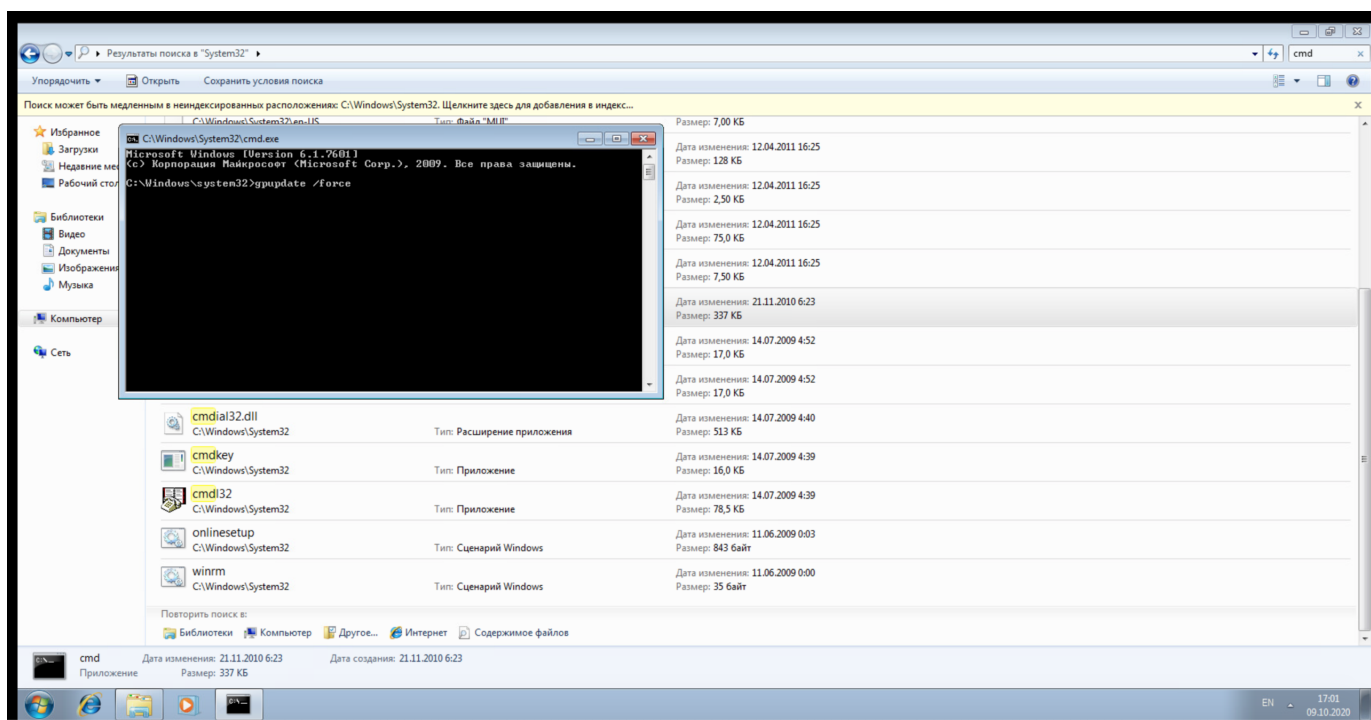 Результаты поиска в "System32"
cmd
Упорядочить
Открыть
Сохранить условия поиска
Поиск может быть медленным в неиндексированных расположениях: C:\Windows\System32. Щелкните здесь для добавления в индекс...
Избранное
Загрузки
Недавние мес
Рабочий стол
Библиотеки
Видео
Документы
Изображения
Музыка
Компьютер
Сеть
C:\Windows\System32\en-US
Тип: Файл "MUI"
Размер: 7,00 КБ
C:\Windows\System32\cmd.exe
Microsoft Windows [Version 6.1.7601]
(c) Корпорация Майкрософт (Microsoft Corp.), 2009. Все права защищены.
C:\Windows\system32>gpupdate /force
Дата изменения: 12.04.2011 16:25
Размер: 128 КБ
Дата изменения: 12.04.2011 16:25
Размер: 2,50 КБ
Дата изменения: 12.04.2011 16:25
Размер: 75,0 КБ
Дата изменения: 12.04.2011 16:25
Размер: 7,50 КБ
Дата изменения: 21.11.2010 6:23
Размер: 337 КБ
Дата изменения: 14.07.2009 4:52
Размер: 17,0 КБ
Дата изменения: 14.07.2009 4:52
Размер: 17,0 КБ
cmdial32.dll
C:\Windows\System32
Тип: Расширение приложения
Дата изменения: 14.07.2009 4:40
Размер: 513 КБ
cmdkey
C:\Windows\System32
Тип: Приложение
Дата изменения: 14.07.2009 4:39
Размер: 16,0 КБ
cmdl32
C:\Windows\System32
Тип: Приложение
Дата изменения: 14.07.2009 4:39
Размер: 78,5 КБ
onlinesetup
C:\Windows\System32
Тип: Сценарий Windows
Дата изменения: 11.06.2009 0:03
Размер: 843 байт
winrm
C:\Windows\System32
Тип: Сценарий Windows
Дата изменения: 11.06.2009 0:00
Размер: 35 байт
Повторить поиск в:
Библиотеки
Компьютер
Другое...
Интернет
Содержимое файлов
cmd
Дата изменения: 21.11.2010 6:23
Дата создания: 21.11.2010 6:23
Приложение
Размер: 337 КБ
EN
17:01
09.10.2020